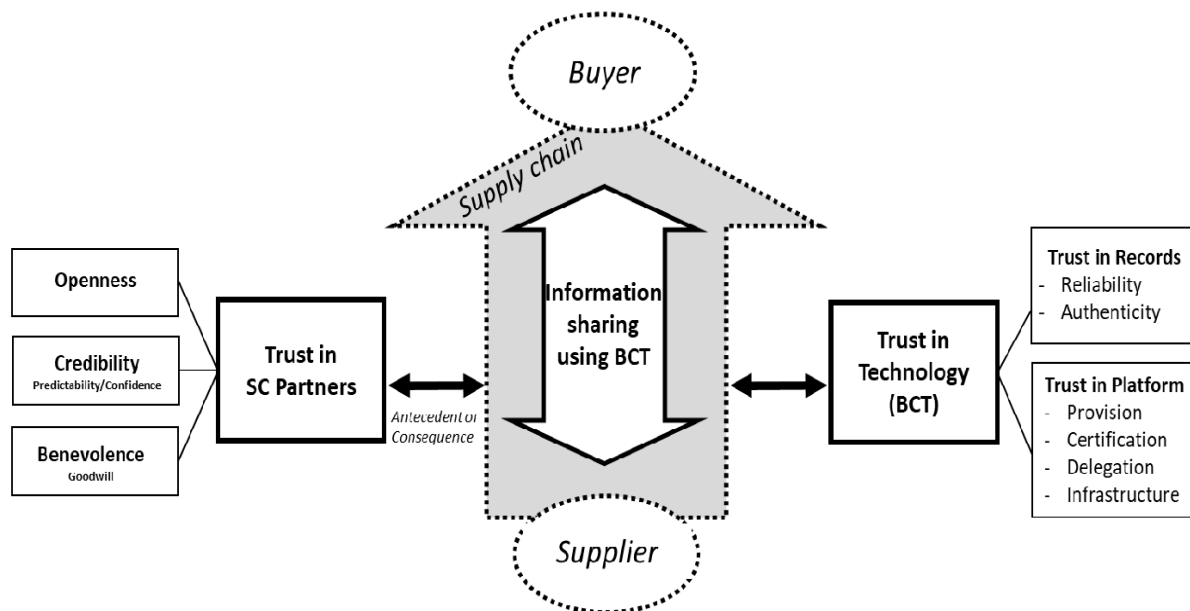 Buyer
Supply chain
Information
sharing
using BCT
Supplier
Openness
Credibility
Predictability/Confidence
Benevolence
Goodwill
Trust in
SC Partners
Antecedent or
Consequence
Trust in
Technology
(BCT)
Trust in Records
- Reliability
- Authenticity
Trust in Platform
- Provision
- Certification
- Delegation
- Infrastructure